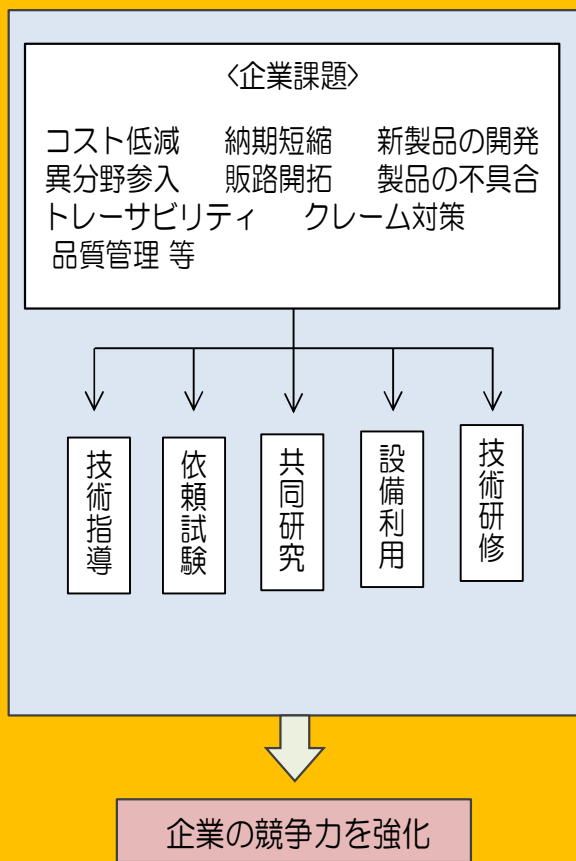 〈企業課題〉
コスト低減 納期短縮 新製品の開発
異分野参入 販路開拓 製品の不具合
トレーサビリティ クレーム対策
品質管理 等
技術指導
依頼試験
共同研究
設備利用
技術研修
企業の競争力を強化